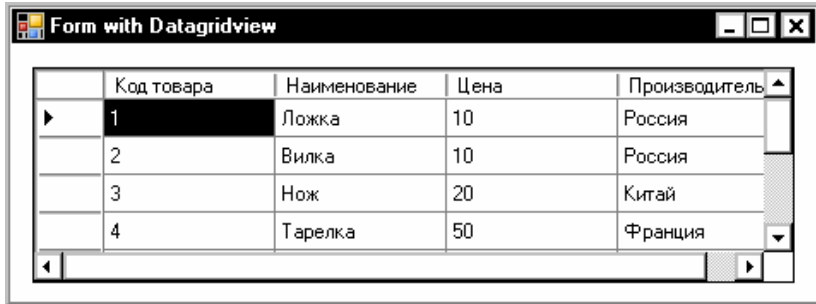 Form with Datagridview
Код товара Наименование Цена Производитель
1 Ложка 10 Россия
2 Вилка 10 Россия
3 Нож 20 Китай
4 Тарелка 50 Франция